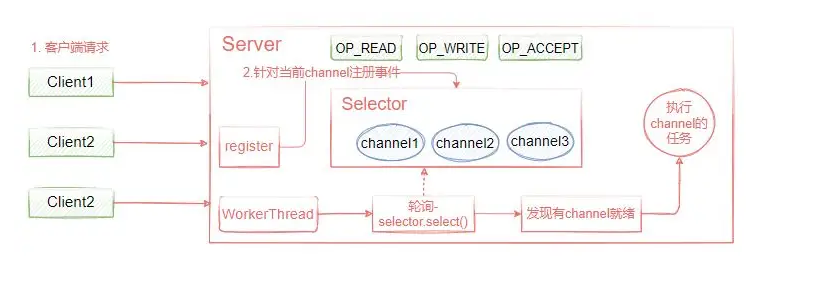 1. 客户端请求
Server
OP_READ
OP_WRITE
OP_ACCEPT
2.针对当前channel注册事件
Client1
Selector
执行
channel的
任务
Client2
register
channel1
channel2
channel3
Client2
WorkerThread
轮询-
selector.select()
发现有channel就绪